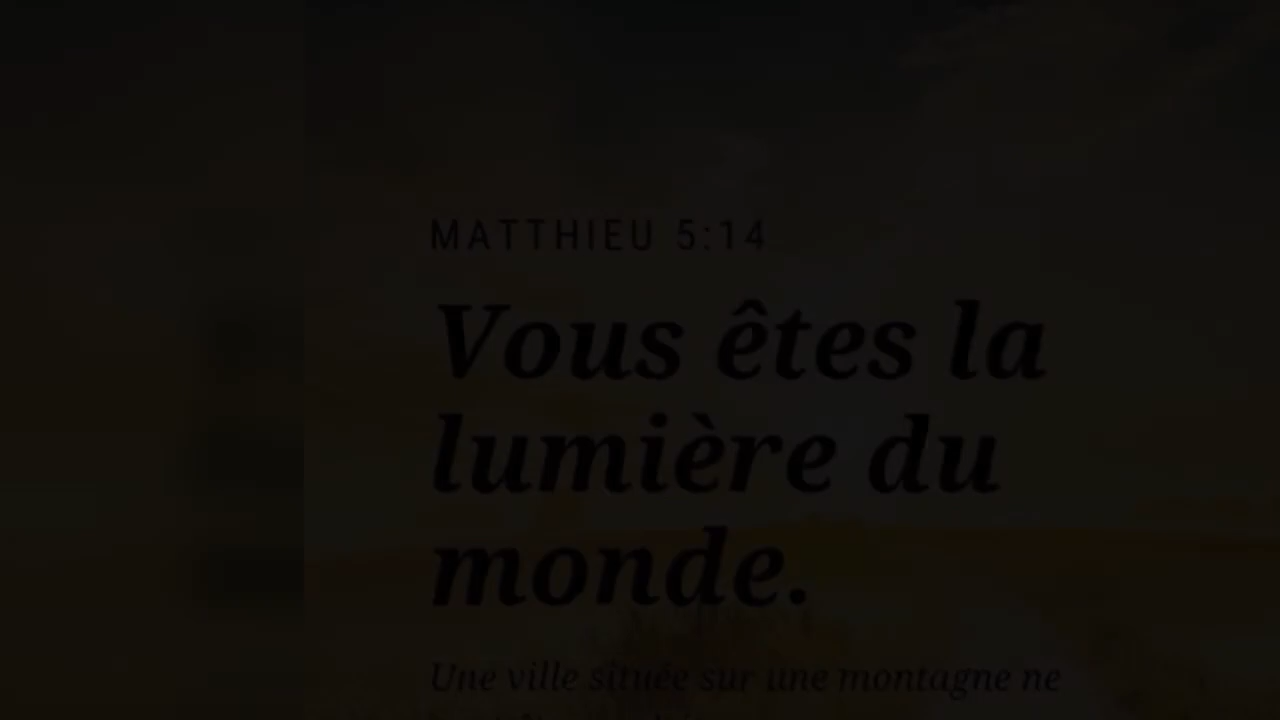 MATTHIEU 5:14
Vous êtes la
lumière du
monde.
Une ville située sur une montagne ne